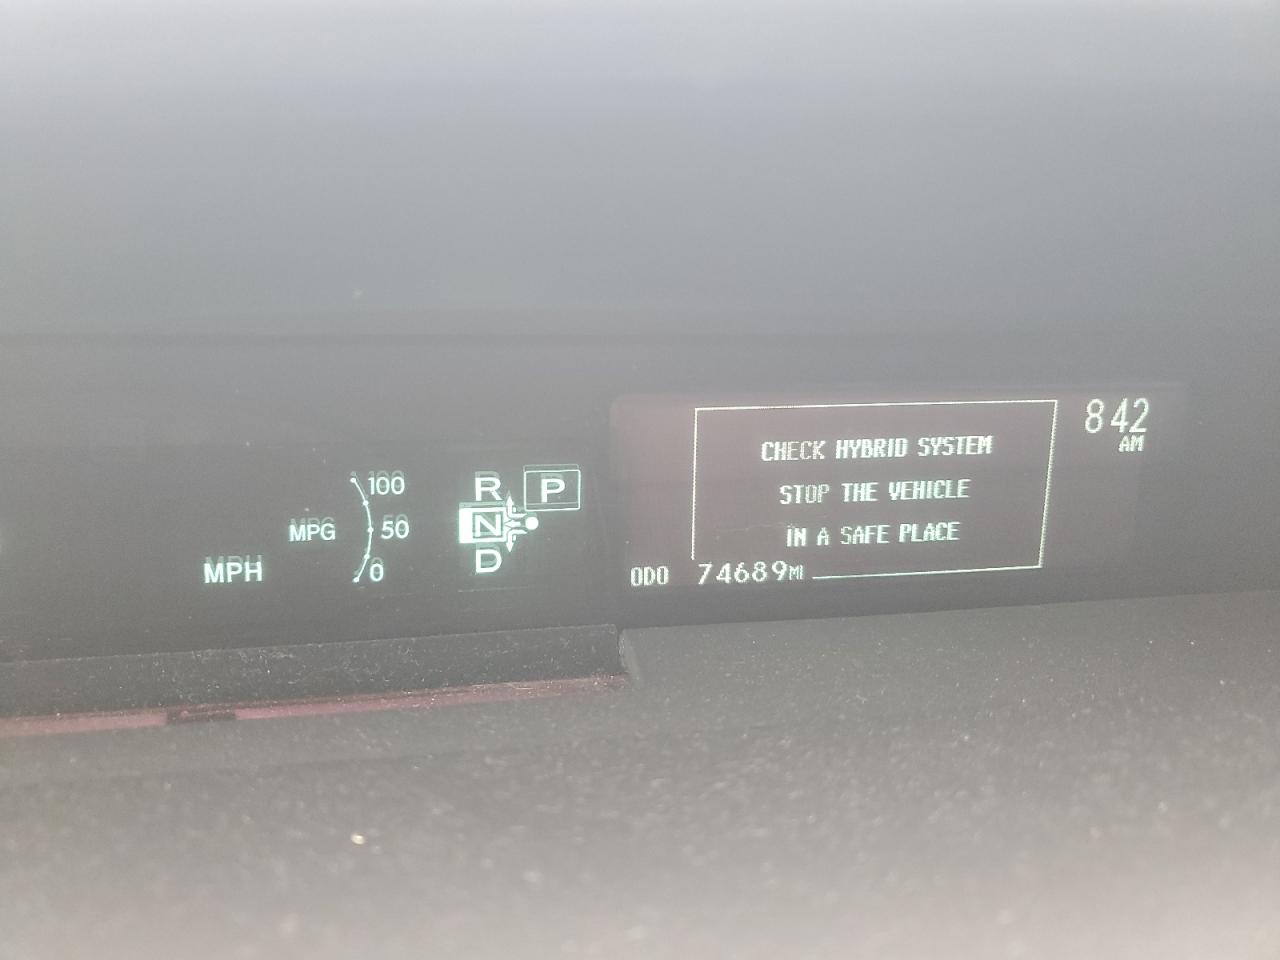 100
MPG 50
MPH 0
R P
N
D
CHECK HYBRID SYSTEM
STOP THE VEHICLE
IN A SAFE PLACE
ODO 74689MI
842
AM